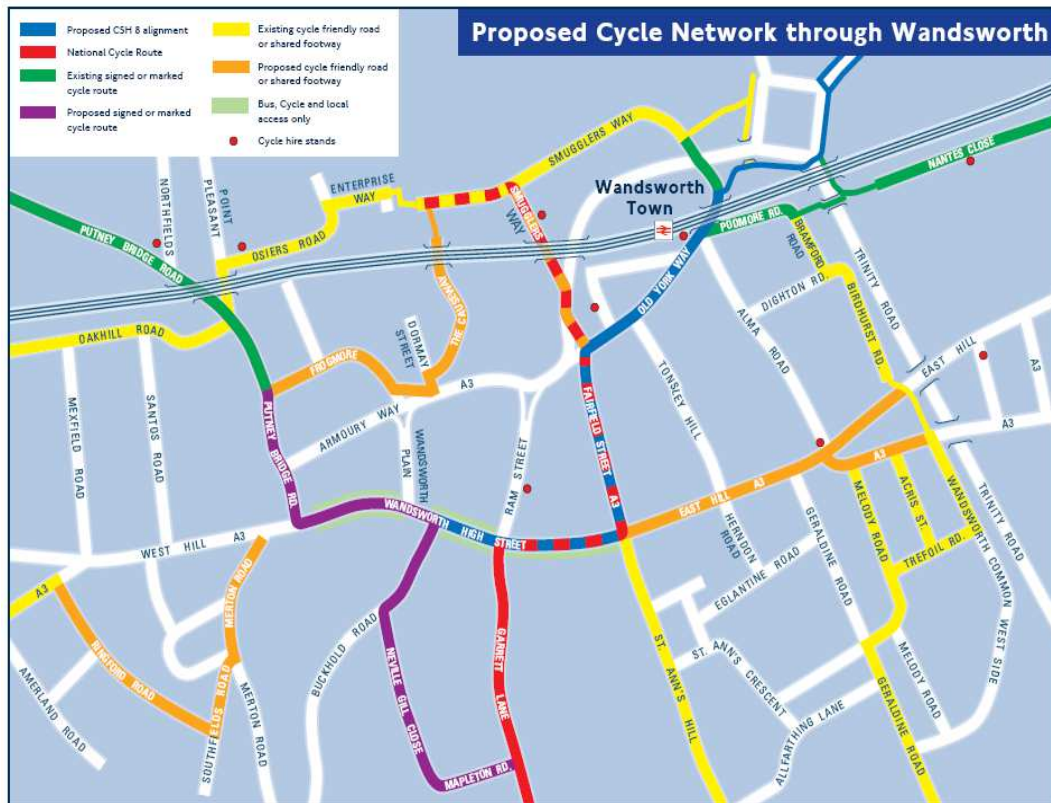 Proposed Cycle Network through Wandsworth
Proposed CSH 8 alignment
National Cycle Route
Existing signed or marked
cycle route
Proposed signed or marked
cycle route
Existing cycle friendly road
or shared footway
Proposed cycle friendly road
or shared footway
Bus, Cycle and local
access only
Cycle hire stands
SMUGGLERS WAY
NANTES CLOSE
NORTHFIELDS
POINT
PLEASANT
ENTERPRISE
WAY
SMUGGLERS
WAY
Wandsworth
Town
PUTNEY BRIDGE ROAD
OSIERS ROAD
PODMORE RD.
BRAMFORD
ROAD
TRINITY ROAD
OLD YORK WAY
THE CAUSEWAY
DIGHTON RD.
BIRDHURST RD.
OAKHILL ROAD
DORMAY
STREET
FROGMORE
A3
ALMA ROAD
EAST HILL
A3
MEXFIELD ROAD
SANTOS ROAD
PUTNEY
BRIDGE RD.
ARMOURY WAY
WANDSWORTH
PLAIN
RAM STREET
FAIRFIELD STREET A3
TONSLEY HILL
A3
A3
WANDSWORTH HIGH STREET
EAST HILL A3
MELODY ROAD
ACRIS ST.
WANDSWORTH COMMON WEST SIDE
TRINITY ROAD
WEST HILL A3
HERNDON
ROAD
GERALDINE ROAD
TREFOIL RD.
EGLANTINE ROAD
A3
MERTON ROAD
RINGFORD ROAD
AMERLAND ROAD
SOUTHFIELDS ROAD
MERTON ROAD
BUCKHOLD ROAD
NEVILLE GILL CLOSE
GARRETT LANE
MAPLETON RD.
ST. ANN'S HILL
ST. ANN'S CRESCENT
ALLFARTHING LANE
GERALDINE ROAD
MELODY ROAD